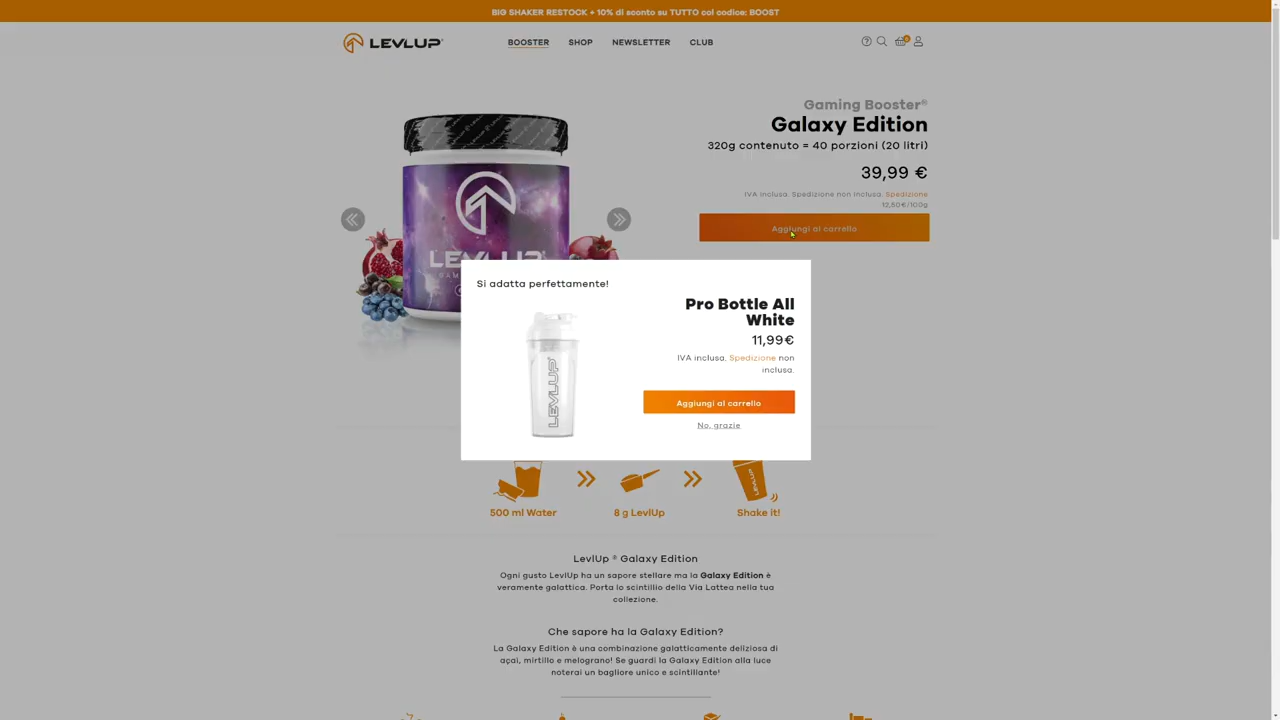 BIG SHAKER RESTOCK + 10% di sconto su TUTTO col codice: BOOST
LEVLUP®
BOOSTER
SHOP
NEWSLETTER
CLUB
Gaming Booster®
Galaxy Edition
320g contenuto = 40 porzioni (20 litri)
39,99 €
IVA inclusa. Spedizione non inclusa. Spedizione
12,50€/100g
Aggiungi al carrello
Si adatta perfettamente!
Pro Bottle All
White
11,99€
IVA inclusa. Spedizione non
inclusa.
LEVLUP
Aggiungi al carrello
No, grazie
LEVLUP
500 ml Water
8 g LevlUp
Shake it!
LevlUp ® Galaxy Edition
Ogni gusto LevlUp ha un sapore stellare ma la Galaxy Edition è
veramente galattica. Porta lo scintillio della Via Lattea nella tua
collezione.
Che sapore ha la Galaxy Edition?
La Galaxy Edition è una combinazione galatticamente deliziosa di
açai, mirtillo e melograno! Se guardi la Galaxy Edition alla luce
noterai un bagliore unico e scintillante!